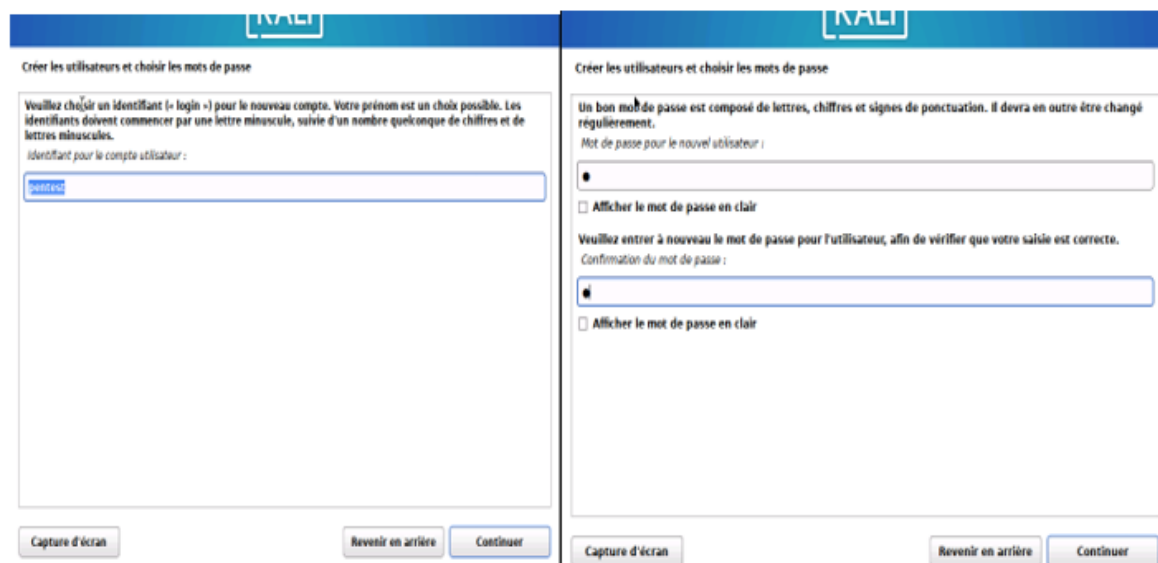 KALI
Créer les utilisateurs et choisir les mots de passe
Veuillez choisir un identifiant (« login ») pour le nouveau compte. Votre prénom est un choix possible. Les
identifiants doivent commencer par une lettre minuscule, suivie d'un nombre quelconque de chiffres et de
lettres minuscules.
Identifiant pour le compte utilisateur :
pentest
Capture d'écran
Revenir en arrière
Continuer
KALI
Créer les utilisateurs et choisir les mots de passe
Un bon mot de passe est composé de lettres, chiffres et signes de ponctuation. Il devra en outre être changé
régulièrement.
Mot de passe pour le nouvel utilisateur :
●
Afficher le mot de passe en clair
Veuillez entrer à nouveau le mot de passe pour l'utilisateur, afin de vérifier que votre saisie est correcte.
Confirmation du mot de passe :
●
Afficher le mot de passe en clair
Capture d'écran
Revenir en arrière
Continuer